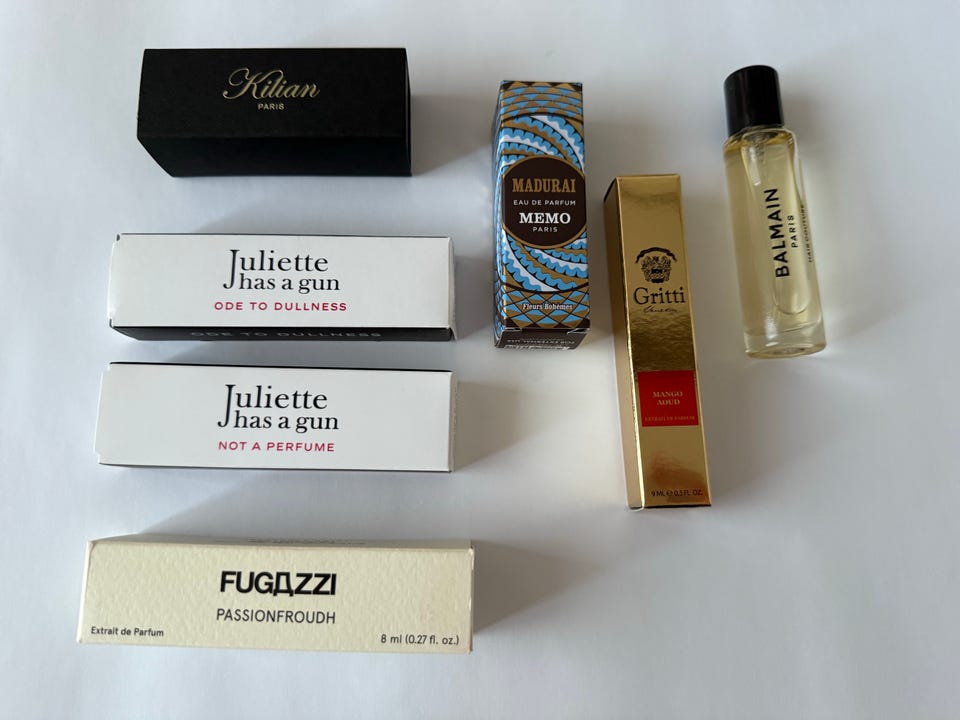 Kilian
PARIS
Juliette
has a gun
ODE TO DULLNESS
ODE TO DULLNESS
Juliette
has a gun
NOT A PERFUME
FUGAZZI
PASSIONFROUDH
Extrait de Parfum
8 ml (0.27 fl. oz.)
MADURAI
EAU DE PARFUM
MEMO
PARIS
Fleurs Bohèmes
Gritti
Venetia
MANGO
AOUD
EXTRAIT DE PARFUM
9 ML e 0.3 FL. OZ.
BALMAIN
PARIS
HAIR COUTURE